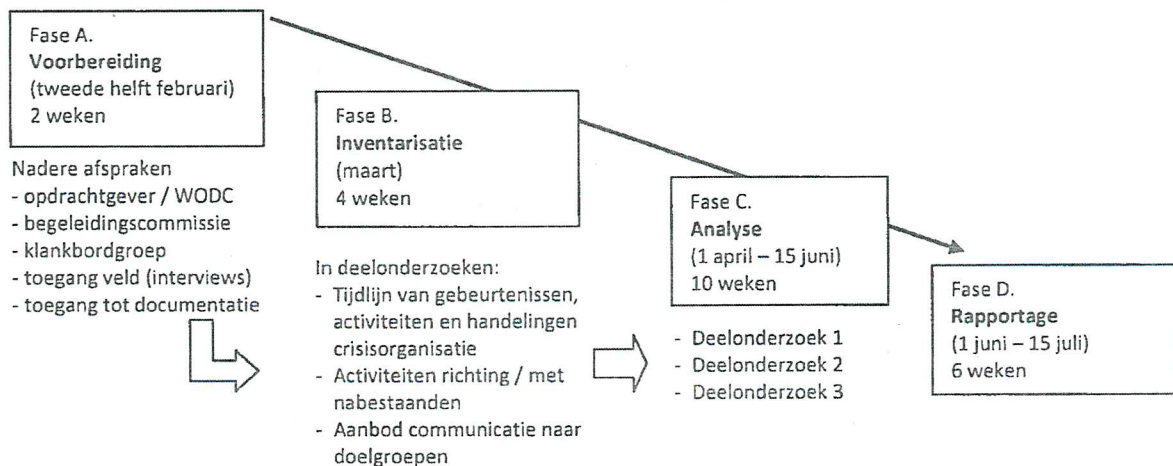 Fase A.
Voorbereiding
(tweede helft februari)
2 weken
Nadere afspraken
- opdrachtgever / WODC
- begeleidingscommissie
- klankbordgroep
- toegang veld (interviews)
- toegang tot documentatie
Fase B.
Inventarisatie
(maart)
4 weken
In deelonderzoeken:
- Tijdlijn van gebeurtenissen,
activiteiten en handelingen
crisisorganisatie
- Activiteiten richting / met
nabestaanden
- Aanbod communicatie naar
doelgroepen
Fase C.
Analyse
(1 april – 15 juni)
10 weken
- Deelonderzoek 1
- Deelonderzoek 2
- Deelonderzoek 3
Fase D.
Rapportage
(1 juni – 15 juli)
6 weken